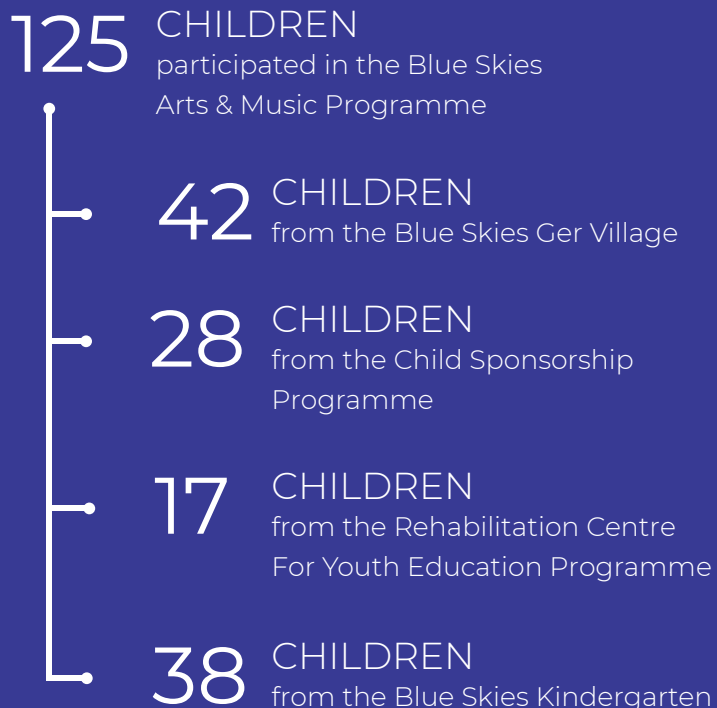 125 CHILDREN
participated in the Blue Skies
Arts & Music Programme
42 CHILDREN
from the Blue Skies Ger Village
28 CHILDREN
from the Child Sponsorship
Programme
17 CHILDREN
from the Rehabilitation Centre
For Youth Education Programme
38 CHILDREN
from the Blue Skies Kindergarten